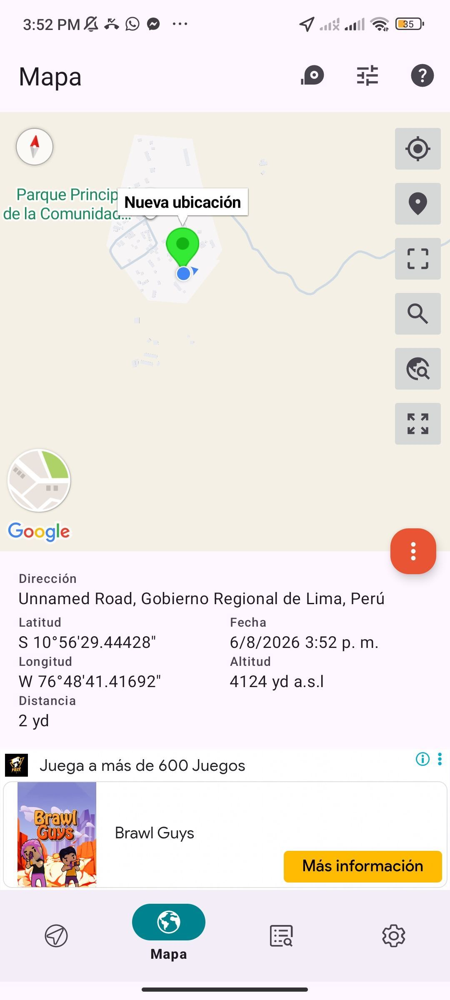 3:52 PM
35
Mapa
Parque Princip
de la Comunidad...
Nueva ubicación
Google
Dirección
Unnamed Road, Gobierno Regional de Lima, Perú
Latitud
S 10°56'29.44428"
Fecha
6/8/2026 3:52 p. m.
Longitud
W 76°48'41.41692"
Altitud
4124 yd a.s.l
Distancia
2 yd
FUZE
Juega a más de 600 Juegos
Brawl
Guys
Brawl Guys
Más información
Mapa